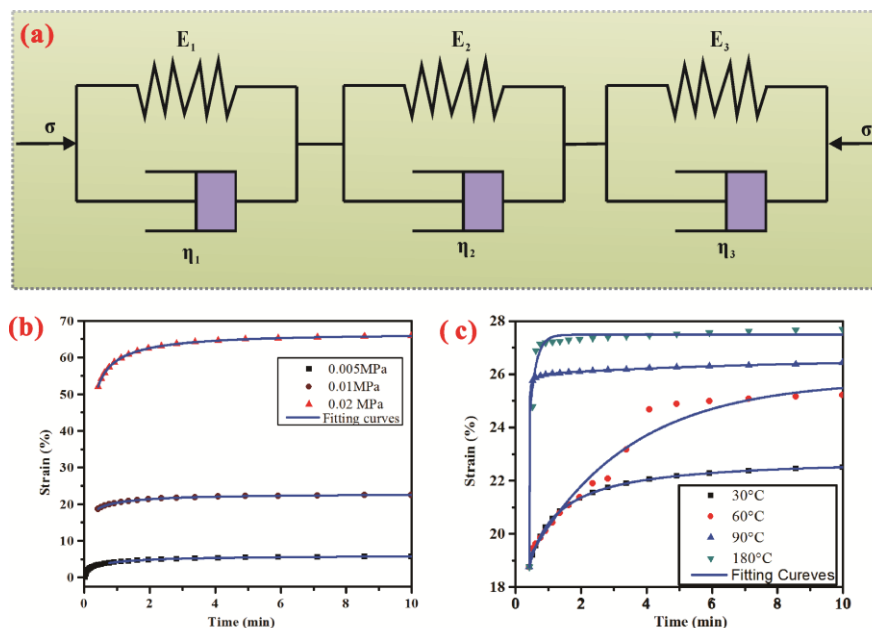 (a)
E₁ E₂ E₃
σ σ
η₁ η₂ η₃
(b)
70
60
50
40
30
20
10
0
Strain (%)
0.005MPa
0.01MPa
0.02 MPa
Fitting curves
0 2 4 6 8 10
Time (min)
(c)
28
26
24
22
20
18
Strain (%)
30°C
60°C
90°C
180°C
Fitting Cureves
0 2 4 6 8 10
Time (min)